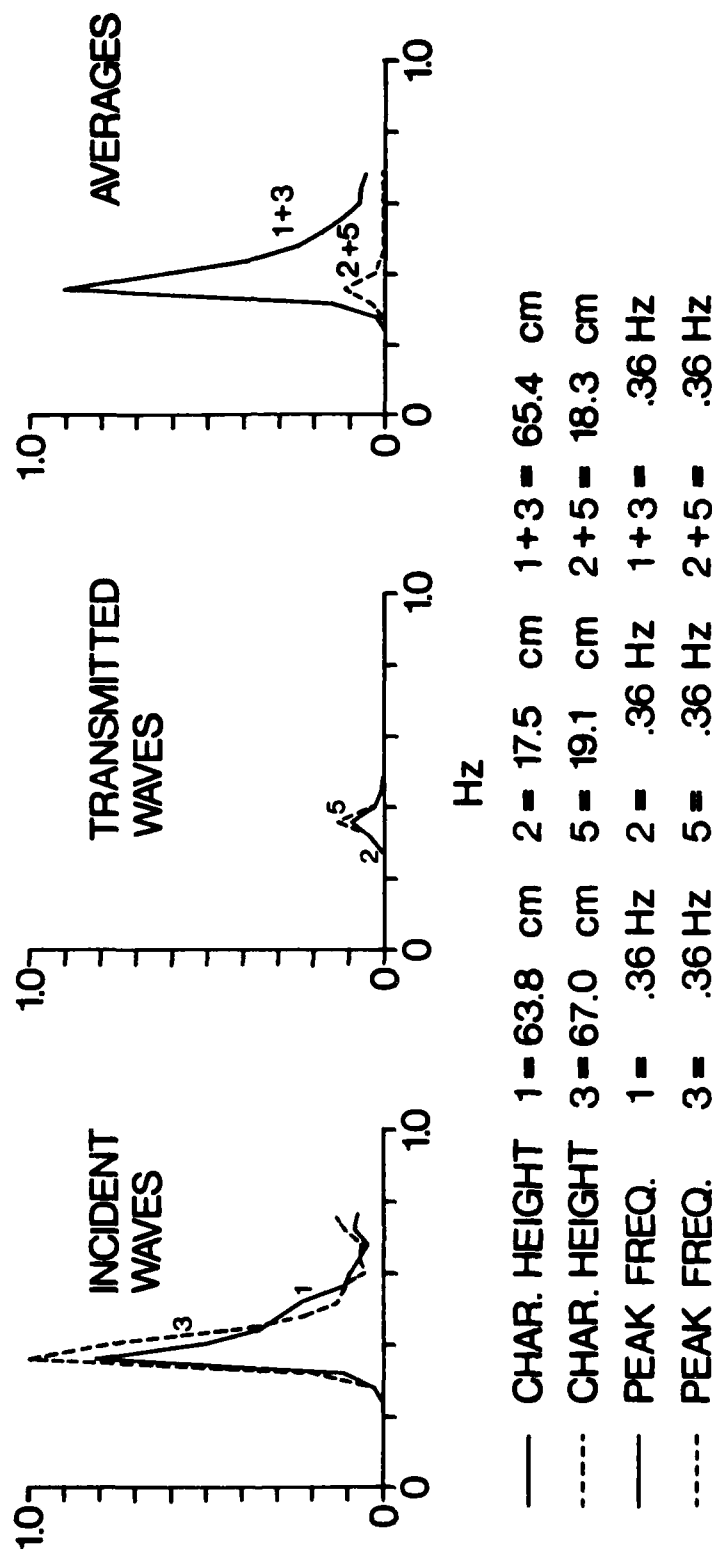 INCIDENT
WAVES
1.0
0
0
1.0
3
1
TRANSMITTED
WAVES
1.0
0
0
1.0
2
5
AVERAGES
1.0
0
0
1.0
1+3
2+5
Hz
CHAR. HEIGHT 1=63.8 cm 2= 17.5 cm 1+3= 65.4 cm
CHAR. HEIGHT 3=67.0 cm 5= 19.1 cm 2+5= 18.3 cm
PEAK FREQ. 1= .36 Hz 2= .36 Hz 1+3= .36 Hz
PEAK FREQ. 3= .36 Hz 5= .36 Hz 2+5= .36 Hz